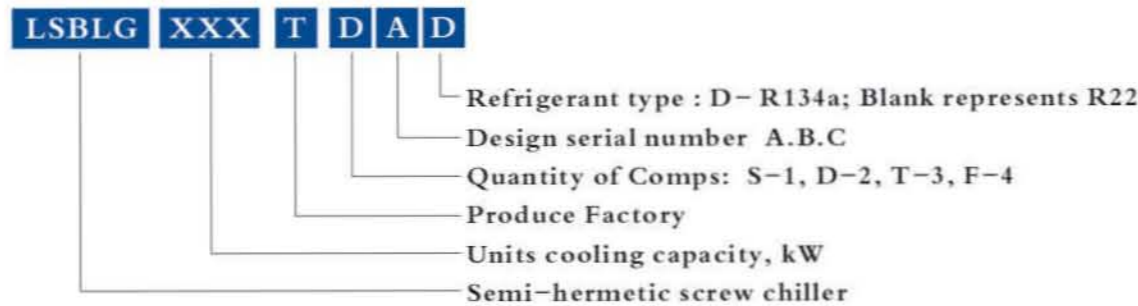 LSBLG XXX T D A D
Refrigerant type : D- R134a; Blank represents R22
Design serial number A.B.C
Quantity of Comps: S-1, D-2, T-3, F-4
Produce Factory
Units cooling capacity, kW
Semi-hermetic screw chiller